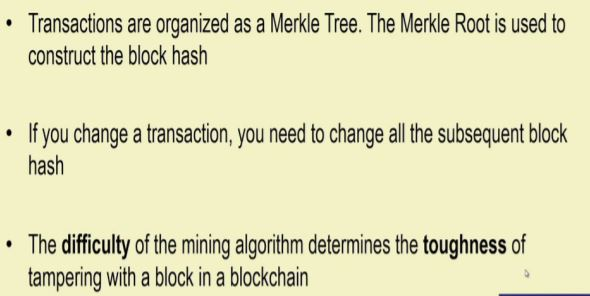 • Transactions are organized as a Merkle Tree. The Merkle Root is used to
construct the block hash
• If you change a transaction, you need to change all the subsequent block
hash
• The difficulty of the mining algorithm determines the toughness of
tampering with a block in a blockchain